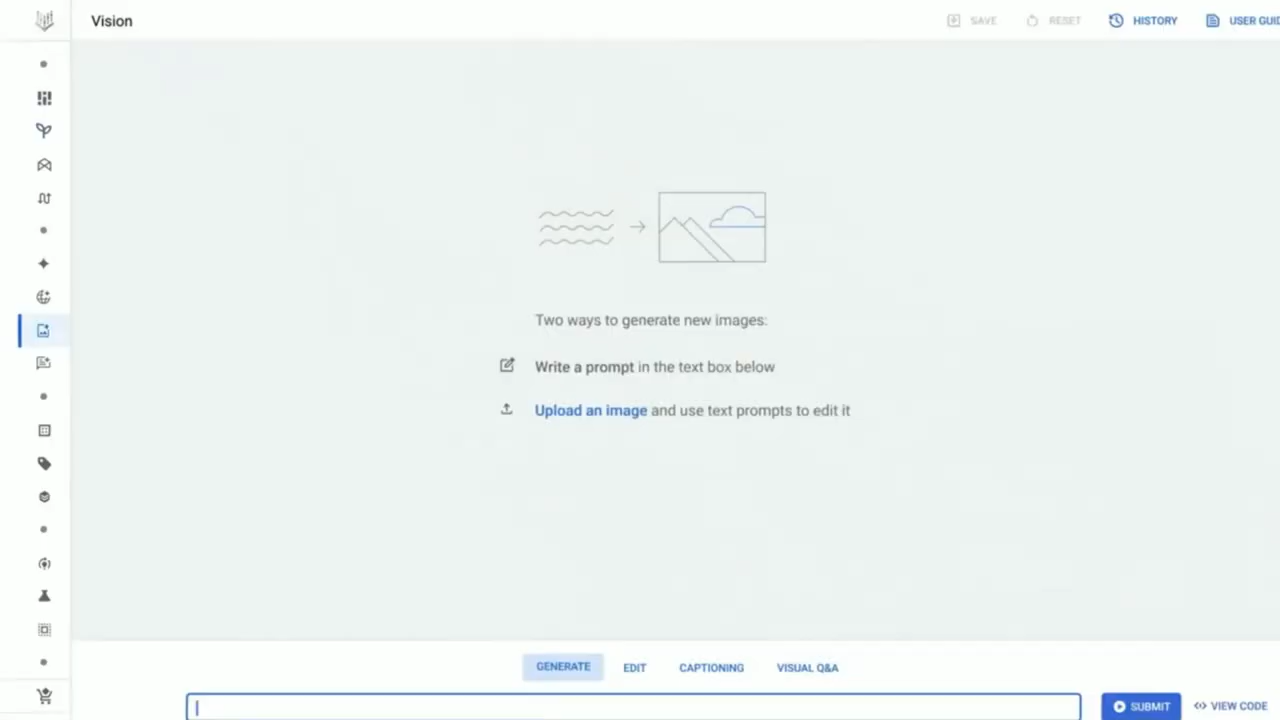 Vision
SAVE
RESET
HISTORY
USER GUID
Two ways to generate new images:
Write a prompt in the text box below
Upload an image and use text prompts to edit it
GENERATE
EDIT
CAPTIONING
VISUAL Q&A
SUBMIT
VIEW CODE